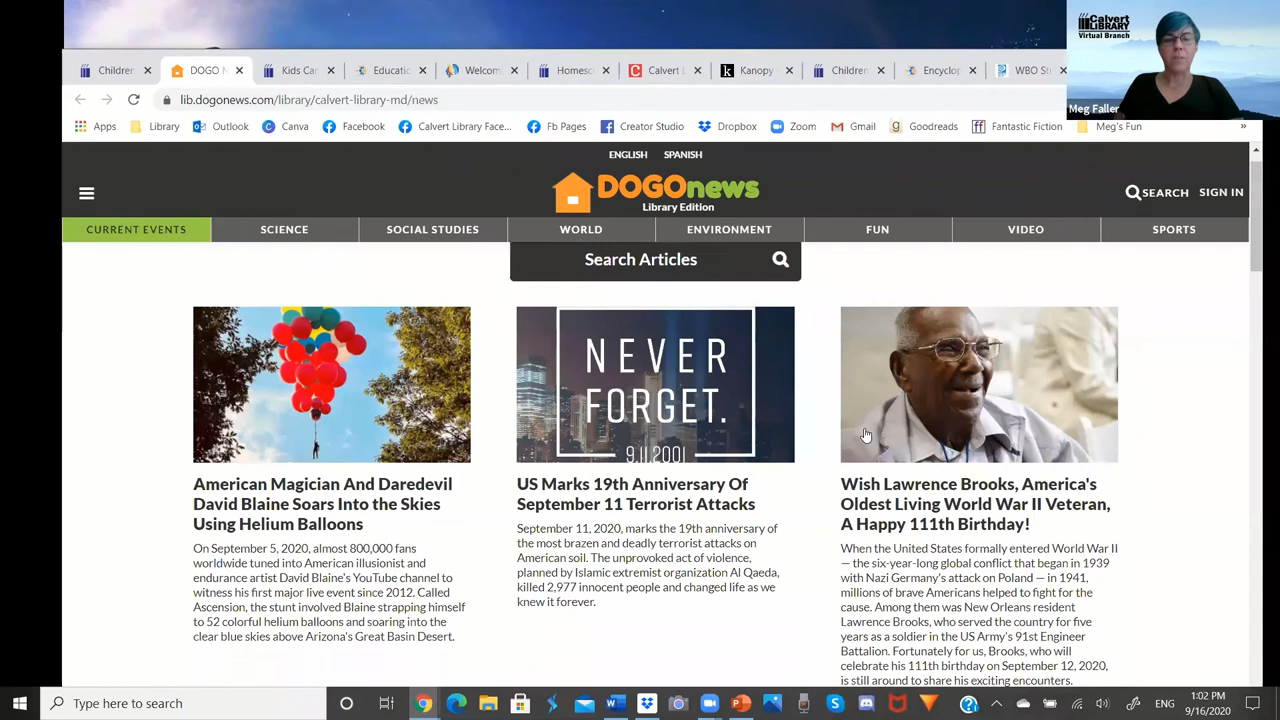 Calvert
LIBRARY
Virtual Branch
Meg Faller
Children
DOGO N
Kids Car
Educatio
Welcom
Homesc
Calvert L
Kanopy -
Children
Encyclop
WBO Stu
lib.dogonews.com/library/calvert-library-md/news
Apps Library Outlook Canva Facebook Calvert Library Face... Fb Pages Creator Studio Dropbox Zoom Gmail Goodreads Fantastic Fiction Meg's Fun »
ENGLISH SPANISH
DOGOnews
Library Edition
SEARCH SIGN IN
CURRENT EVENTS SCIENCE SOCIAL STUDIES WORLD ENVIRONMENT FUN VIDEO SPORTS
Search Articles
NEVER
FORGET.
9.11.2001
American Magician And Daredevil
David Blaine Soars Into the Skies
Using Helium Balloons
On September 5, 2020, almost 800,000 fans
worldwide tuned into American illusionist and
endurance artist David Blaine's YouTube channel to
witness his first major live event since 2012. Called
Ascension, the stunt involved Blaine strapping himself
to 52 colorful helium balloons and soaring into the
clear blue skies above Arizona's Great Basin Desert.
US Marks 19th Anniversary Of
September 11 Terrorist Attacks
September 11, 2020, marks the 19th anniversary of
the most brazen and deadly terrorist attacks on
American soil. The unprovoked act of violence,
planned by Islamic extremist organization Al Qaeda,
killed 2,977 innocent people and changed life as we
knew it forever.
Wish Lawrence Brooks, America's
Oldest Living World War II Veteran,
A Happy 111th Birthday!
When the United States formally entered World War II
— the six-year-long global conflict that began in 1939
with Nazi Germany's attack on Poland — in 1941,
millions of brave Americans helped to fight for the
cause. Among them was New Orleans resident
Lawrence Brooks, who served the country for five
years as a soldier in the US Army's 91st Engineer
Battalion. Fortunately for us, Brooks, who will
celebrate his 111th birthday on September 12, 2020,
is still around to share his exciting encounters.
Type here to search
ENG
1:02 PM
9/16/2020